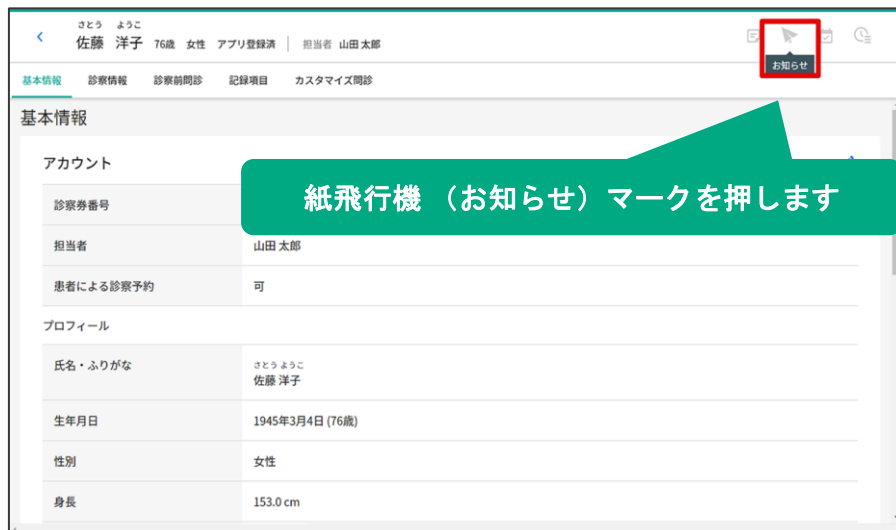 さとう ようこ
佐藤 洋子 76歳 女性 アプリ登録済 担当者 山田 太郎
お知らせ
基本情報 診察情報 診察前問診 記録項目 カスタマイズ問診
基本情報
アカウント
紙飛行機 （お知らせ）マークを押します
診察券番号
担当者 山田 太郎
患者による診察予約 可
プロフィール
氏名・ふりがな さとう ようこ
佐藤 洋子
生年月日 1945年3月4日 (76歳)
性別 女性
身長 153.0 cm